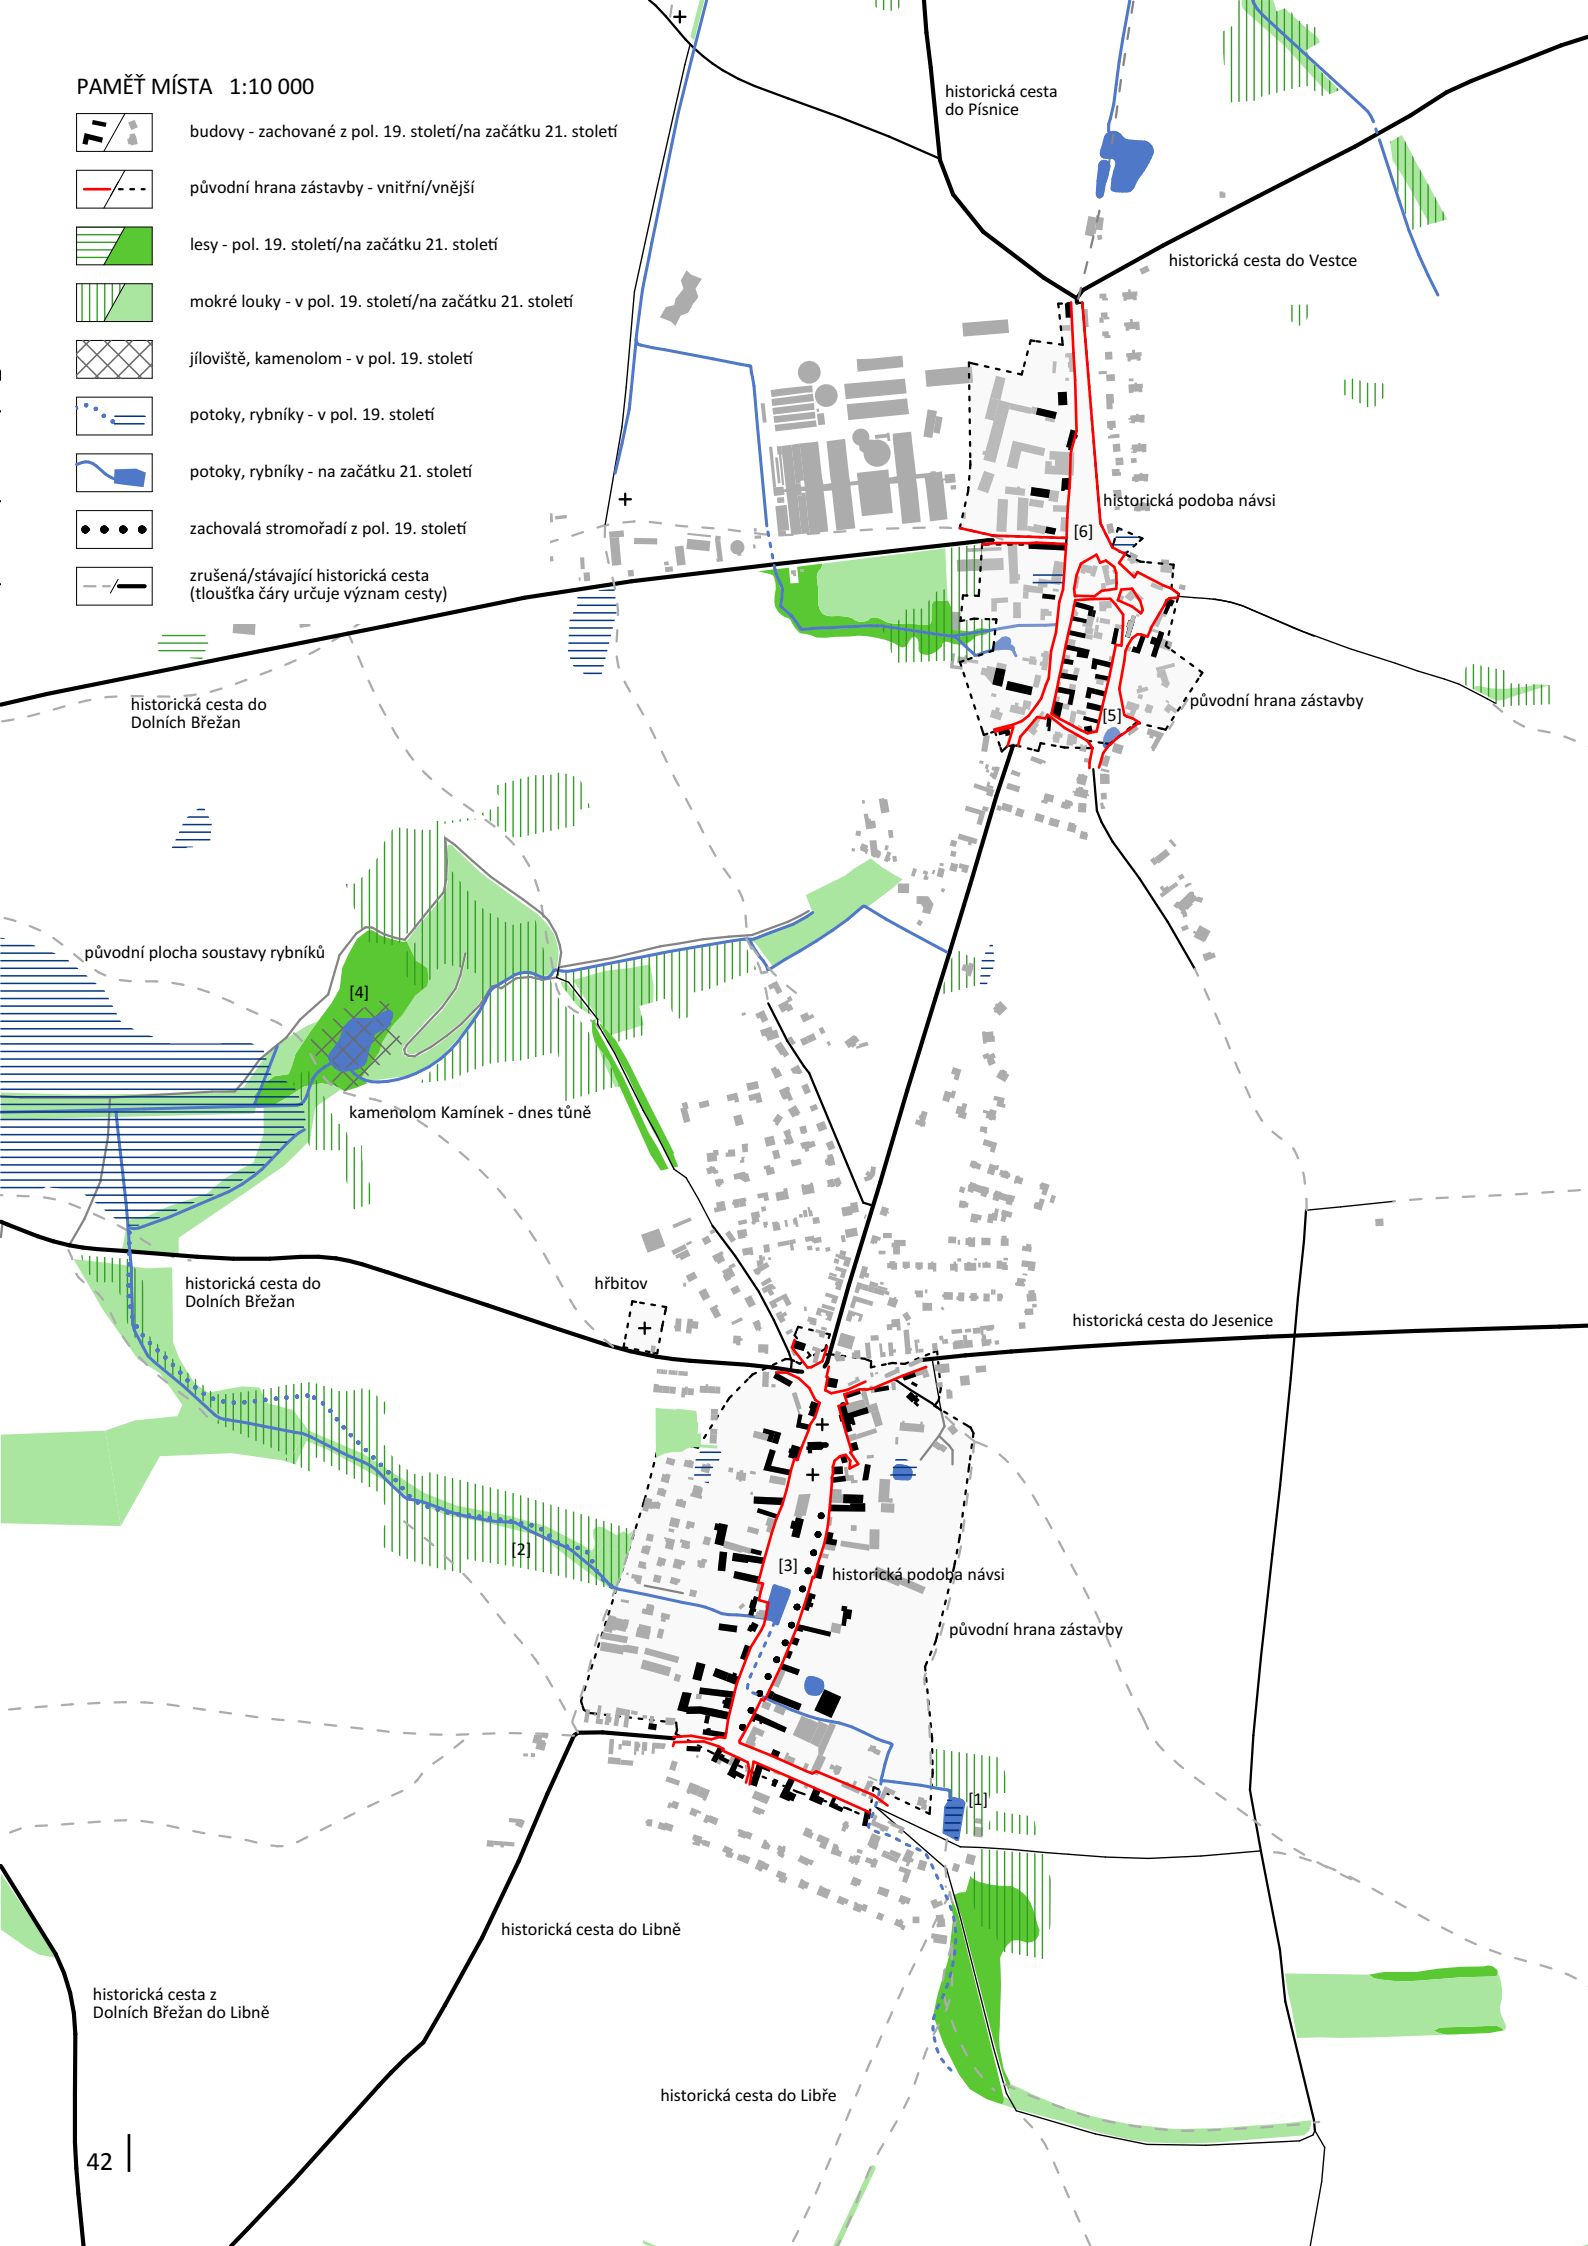 PAMĚŤ MÍSTA   1:10 000
budovy - zachované z pol. 19. století/na začátku 21. století
původní hrana zástavby - vnitřní/vnější
lesy - pol. 19. století/na začátku 21. století
mokré louky - v pol. 19. století/na začátku 21. století
jíloviště, kamenolom - v pol. 19. století
potoky, rybníky - v pol. 19. století
potoky, rybníky - na začátku 21. století
zachovalá stromořadí z pol. 19. století
zrušená/stávající historická cesta
(tloušťka čáry určuje význam cesty)
historická cesta
do Písnice
historická cesta do Vestce
historická podoba návsi
[6]
historická cesta do
Dolních Břežan
původní hrana zástavby
[5]
původní plocha soustavy rybníků
[4]
kamenolom Kamínek - dnes tůně
historická cesta do
Dolních Břežan
hřbitov
historická cesta do Jesenice
[2]
[3]
historická podoba návsi
původní hrana zástavby
[1]
historická cesta do Libně
historická cesta z
Dolních Břežan do Libně
historická cesta do Libře
42